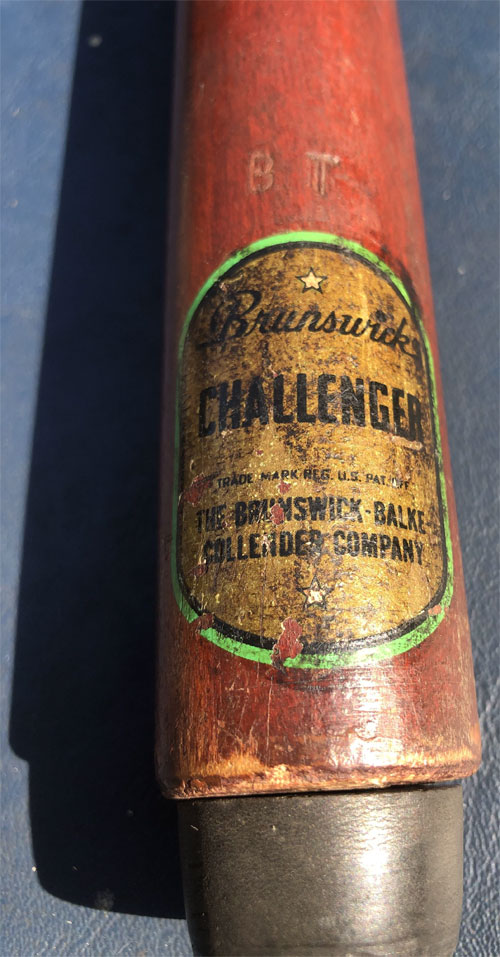 B T
Brunswick
CHALLENGER
TRADE MARK REG. U.S. PAT. OFF.
THE BRUNSWICK-BALKE-
COLLENDER COMPANY